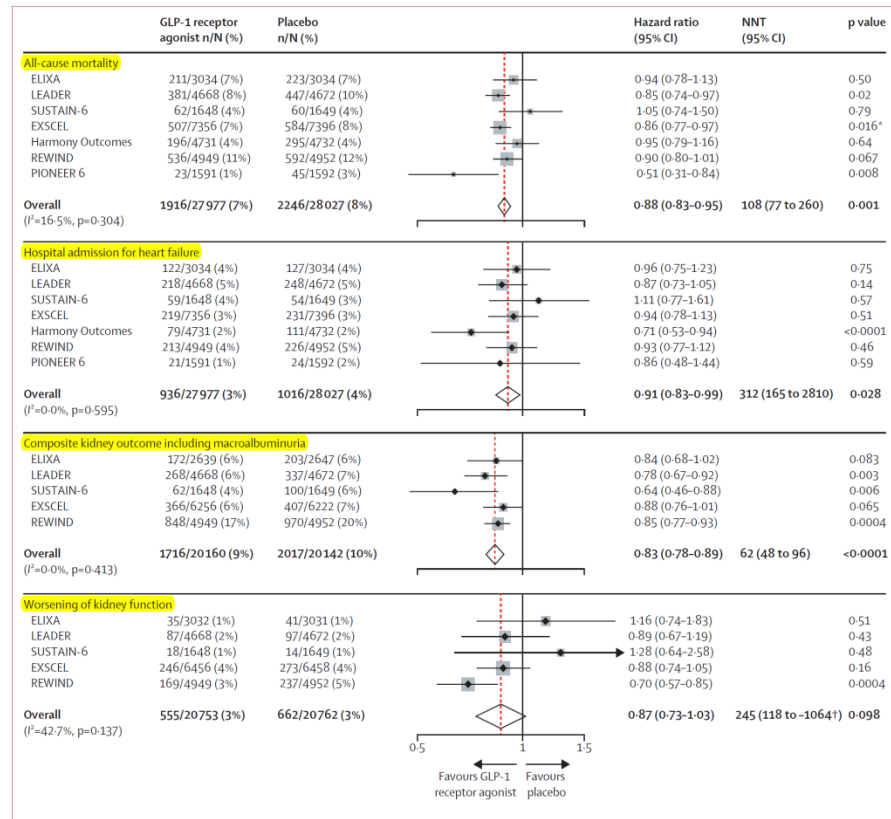 GLP-1 receptor agonist n/N (%) Placebo n/N (%) Hazard ratio (95% CI) NNT (95% CI) p value
All-cause mortality
ELIXA 211/3034 (7%) 223/3034 (7%) 0·94 (0·78–1·13) 0·50
LEADER 381/4668 (8%) 447/4672 (10%) 0·85 (0·74–0·97) 0·02
SUSTAIN-6 62/1648 (4%) 60/1649 (4%) 1·05 (0·74–1·50) 0·79
EXSCEL 507/7356 (7%) 584/7396 (8%) 0·86 (0·77–0·97) 0·016*
Harmony Outcomes 196/4731 (4%) 295/4732 (4%) 0·95 (0·79–1·16) 0·64
REWIND 536/4949 (11%) 592/4952 (12%) 0·90 (0·80–1·01) 0·067
PIONEER 6 23/1591 (1%) 45/1592 (3%) 0·51 (0·31–0·84) 0·008
Overall 1916/27977 (7%) 2246/28027 (8%) 0·88 (0·83–0·95) 108 (77 to 260) 0·001
(I²=16·5%, p=0·304)
Hospital admission for heart failure
ELIXA 122/3034 (4%) 127/3034 (4%) 0·96 (0·75–1·23) 0·75
LEADER 218/4668 (5%) 248/4672 (5%) 0·87 (0·73–1·05) 0·14
SUSTAIN-6 59/1648 (4%) 54/1649 (3%) 1·11 (0·77–1·61) 0·57
EXSCEL 219/7356 (3%) 231/7396 (3%) 0·94 (0·78–1·13) 0·51
Harmony Outcomes 79/4731 (2%) 111/4732 (2%) 0·71 (0·53–0·94) <0·0001
REWIND 213/4949 (4%) 226/4952 (5%) 0·93 (0·77–1·12) 0·46
PIONEER 6 21/1591 (1%) 24/1592 (2%) 0·86 (0·48–1·44) 0·59
Overall 936/27977 (3%) 1016/28027 (4%) 0·91 (0·83–0·99) 312 (165 to 2810) 0·028
(I²=0·0%, p=0·595)
Composite kidney outcome including macroalbuminuria
ELIXA 172/2639 (6%) 203/2647 (6%) 0·84 (0·68–1·02) 0·083
LEADER 268/4668 (6%) 337/4672 (7%) 0·78 (0·67–0·92) 0·003
SUSTAIN-6 62/1648 (4%) 100/1649 (6%) 0·64 (0·46–0·88) 0·006
EXSCEL 366/6256 (6%) 407/6222 (7%) 0·88 (0·76–1·01) 0·065
REWIND 848/4949 (17%) 970/4952 (20%) 0·85 (0·77–0·93) 0·0004
Overall 1716/20160 (9%) 2017/20142 (10%) 0·83 (0·78–0·89) 62 (48 to 96) <0·0001
(I²=0·0%, p=0·413)
Worsening of kidney function
ELIXA 35/3032 (1%) 41/3031 (1%) 1·16 (0·74–1·83) 0·51
LEADER 87/4668 (2%) 97/4672 (2%) 0·89 (0·67–1·19) 0·43
SUSTAIN-6 18/1648 (1%) 14/1649 (1%) 1·28 (0·64–2·58) 0·48
EXSCEL 246/6456 (4%) 273/6458 (4%) 0·88 (0·74–1·05) 0·16
REWIND 169/4949 (3%) 237/4952 (5%) 0·70 (0·57–0·85) 0·0004
Overall 555/20753 (3%) 662/20762 (3%) 0·87 (0·73–1·03) 245 (118 to –1064†) 0·098
(I²=42·7%, p=0·137)
0·5 1 1·5
Favours GLP-1 receptor agonist Favours placebo